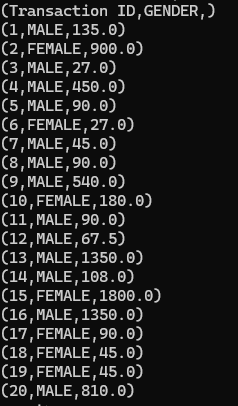 (Transaction ID,GENDER,)
(1,MALE,135.0)
(2,FEMALE,900.0)
(3,MALE,27.0)
(4,MALE,450.0)
(5,MALE,90.0)
(6,FEMALE,27.0)
(7,MALE,45.0)
(8,MALE,90.0)
(9,MALE,540.0)
(10,FEMALE,180.0)
(11,MALE,90.0)
(12,MALE,67.5)
(13,MALE,1350.0)
(14,MALE,108.0)
(15,FEMALE,1800.0)
(16,MALE,1350.0)
(17,FEMALE,90.0)
(18,FEMALE,45.0)
(19,FEMALE,45.0)
(20,MALE,810.0)